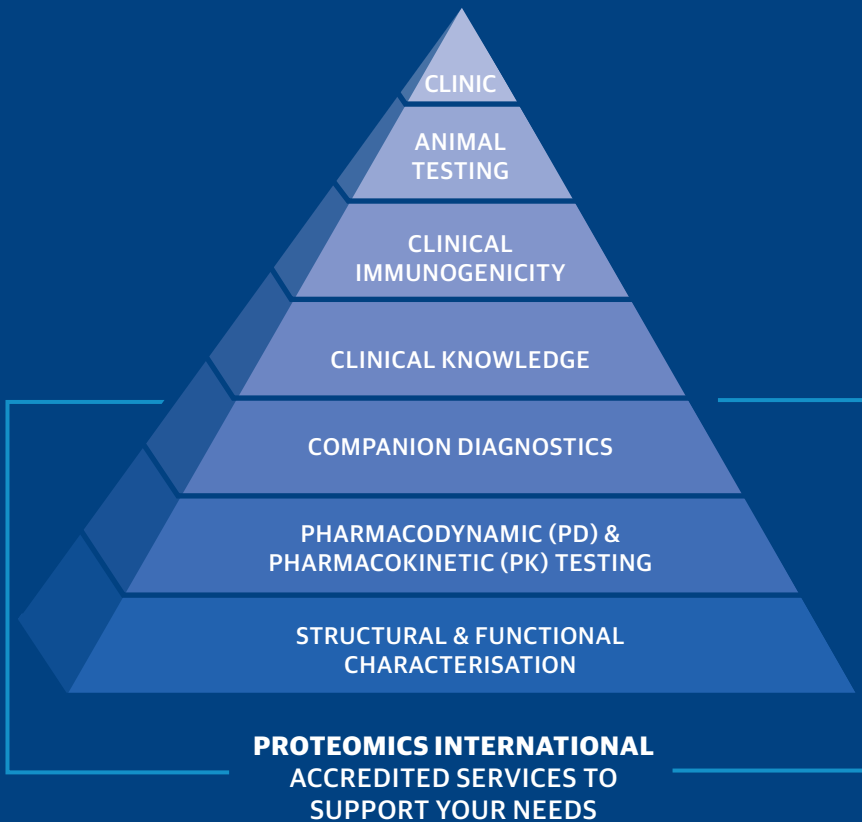 CLINIC
ANIMAL
TESTING
CLINICAL
IMMUNOGENICITY
CLINICAL KNOWLEDGE
COMPANION DIAGNOSTICS
PHARMACODYNAMIC (PD) &
PHARMACOKINETIC (PK) TESTING
STRUCTURAL & FUNCTIONAL
CHARACTERISATION
PROTEOMICS INTERNATIONAL
ACCREDITED SERVICES TO
SUPPORT YOUR NEEDS